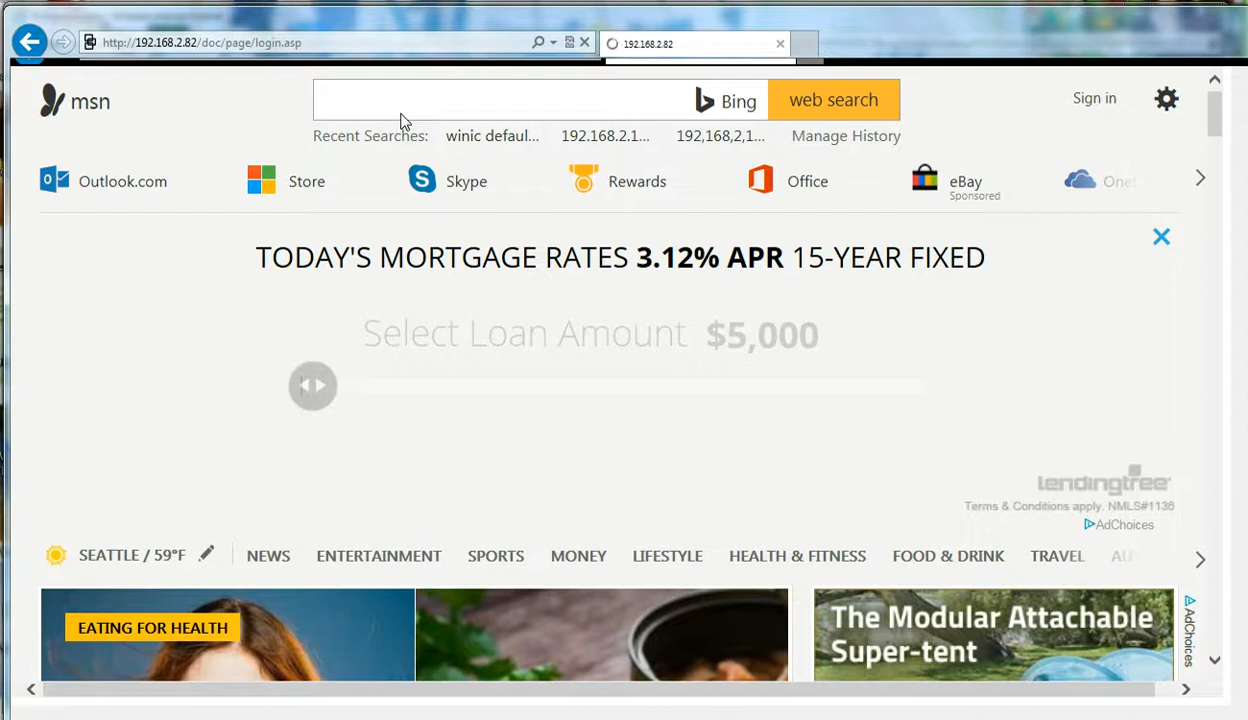 http://192.168.2.82/doc/page/login.asp
192.168.2.82
msn
Bing
web search
Sign in
Recent Searches:
winic defaul...
192.168.2.1...
192,168,2,1...
Manage History
Outlook.com
Store
Skype
Rewards
Office
eBay
Sponsored
TODAY'S MORTGAGE RATES 3.12% APR 15-YEAR FIXED
Select Loan Amount $5,000
lendingtree
Terms & Conditions apply. NMLS#1136
AdChoices
SEATTLE / 59°F
NEWS
ENTERTAINMENT
SPORTS
MONEY
LIFESTYLE
HEALTH & FITNESS
FOOD & DRINK
TRAVEL
EATING FOR HEALTH
The Modular Attachable
Super-tent
AdChoices